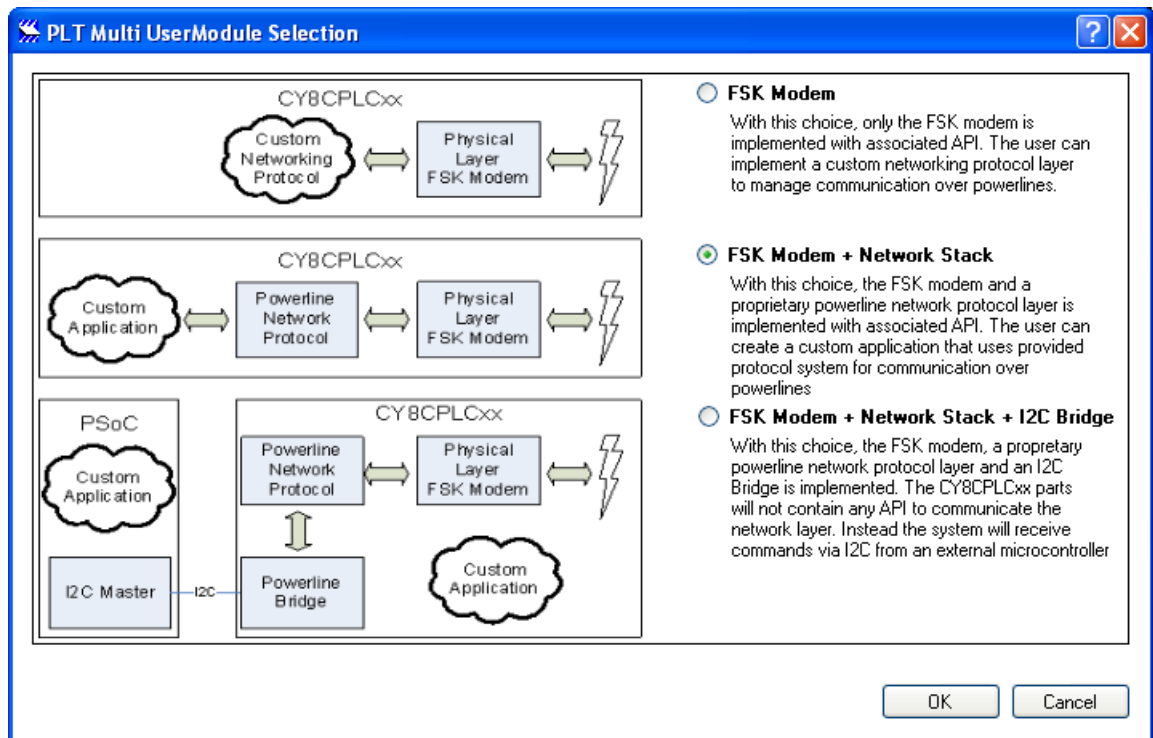 PLT Multi UserModule Selection
CY8CPLCxx
Custom
Networking
Protocol
Physical
Layer
FSK Modem
FSK Modem
With this choice, only the FSK modem is
implemented with associated API. The user can
implement a custom networking protocol layer
to manage communication over powerlines.
CY8CPLCxx
Custom
Application
Powerline
Network
Protocol
Physical
Layer
FSK Modem
FSK Modem + Network Stack
With this choice, the FSK modem and a
proprietary powerline network protocol layer is
implemented with associated API. The user can
create a custom application that uses provided
protocol system for communication over
powerlines
PSoC
Custom
Application
I2C Master
I2C
CY8CPLCxx
Powerline
Network
Protocol
Physical
Layer
FSK Modem
Powerline
Bridge
Custom
Application
FSK Modem + Network Stack + I2C Bridge
With this choice, the FSK modem, a propretary
powerline network protocol layer and an I2C
Bridge is implemented. The CY8CPLCxx parts
will not contain any API to communicate the
network layer. Instead the system will receive
commands via I2C from an external microcontroller
OK
Cancel